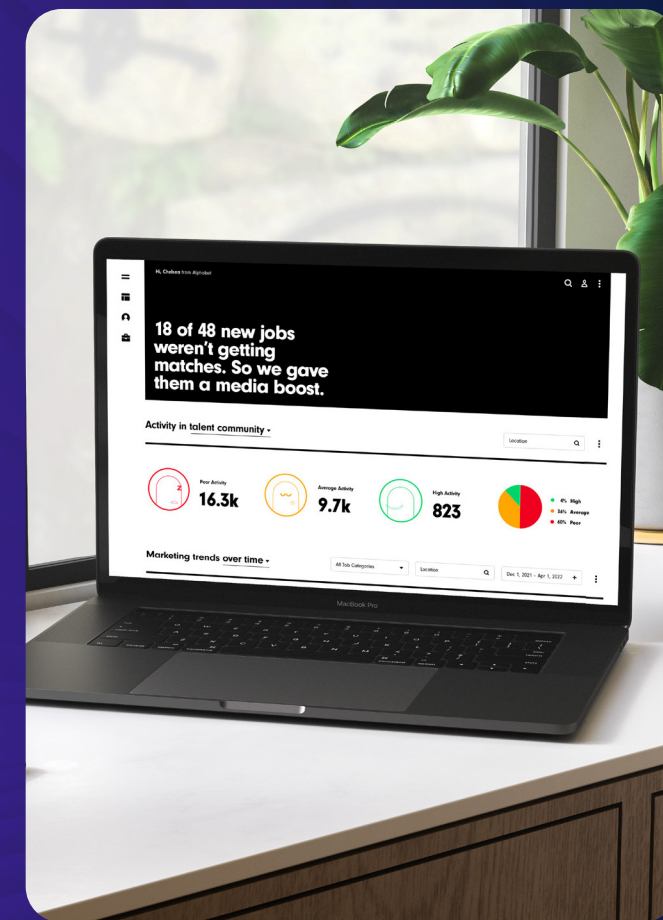 Hi, Chelsea from Alphabet
18 of 48 new jobs
weren't getting
matches. So we gave
them a media boost.
Activity in talent community
Location
Poor Activity
16.3k
Average Activity
9.7k
High Activity
823
4% High
36% Average
60% Poor
Marketing trends over time
All Job Categories
Location
Dec 1, 2021 - Apr 1, 2022
MacBook Pro